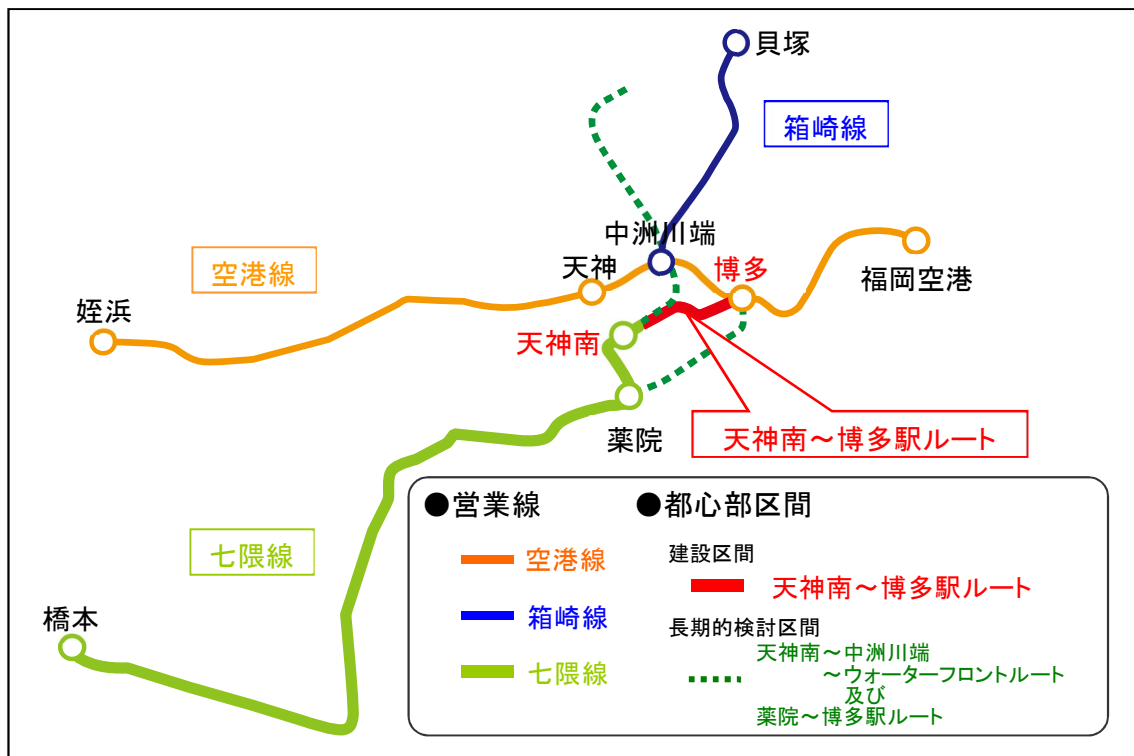 貝塚
箱崎線
中洲川端
天神
博多
福岡空港
空港線
姪浜
天神南
薬院
天神南～博多駅ルート
七隈線
橋本
●営業線
空港線
箱崎線
七隈線
●都心部区間
建設区間
天神南～博多駅ルート
長期的検討区間
天神南～中洲川端
～ウォーターフロントルート
及び
薬院～博多駅ルート